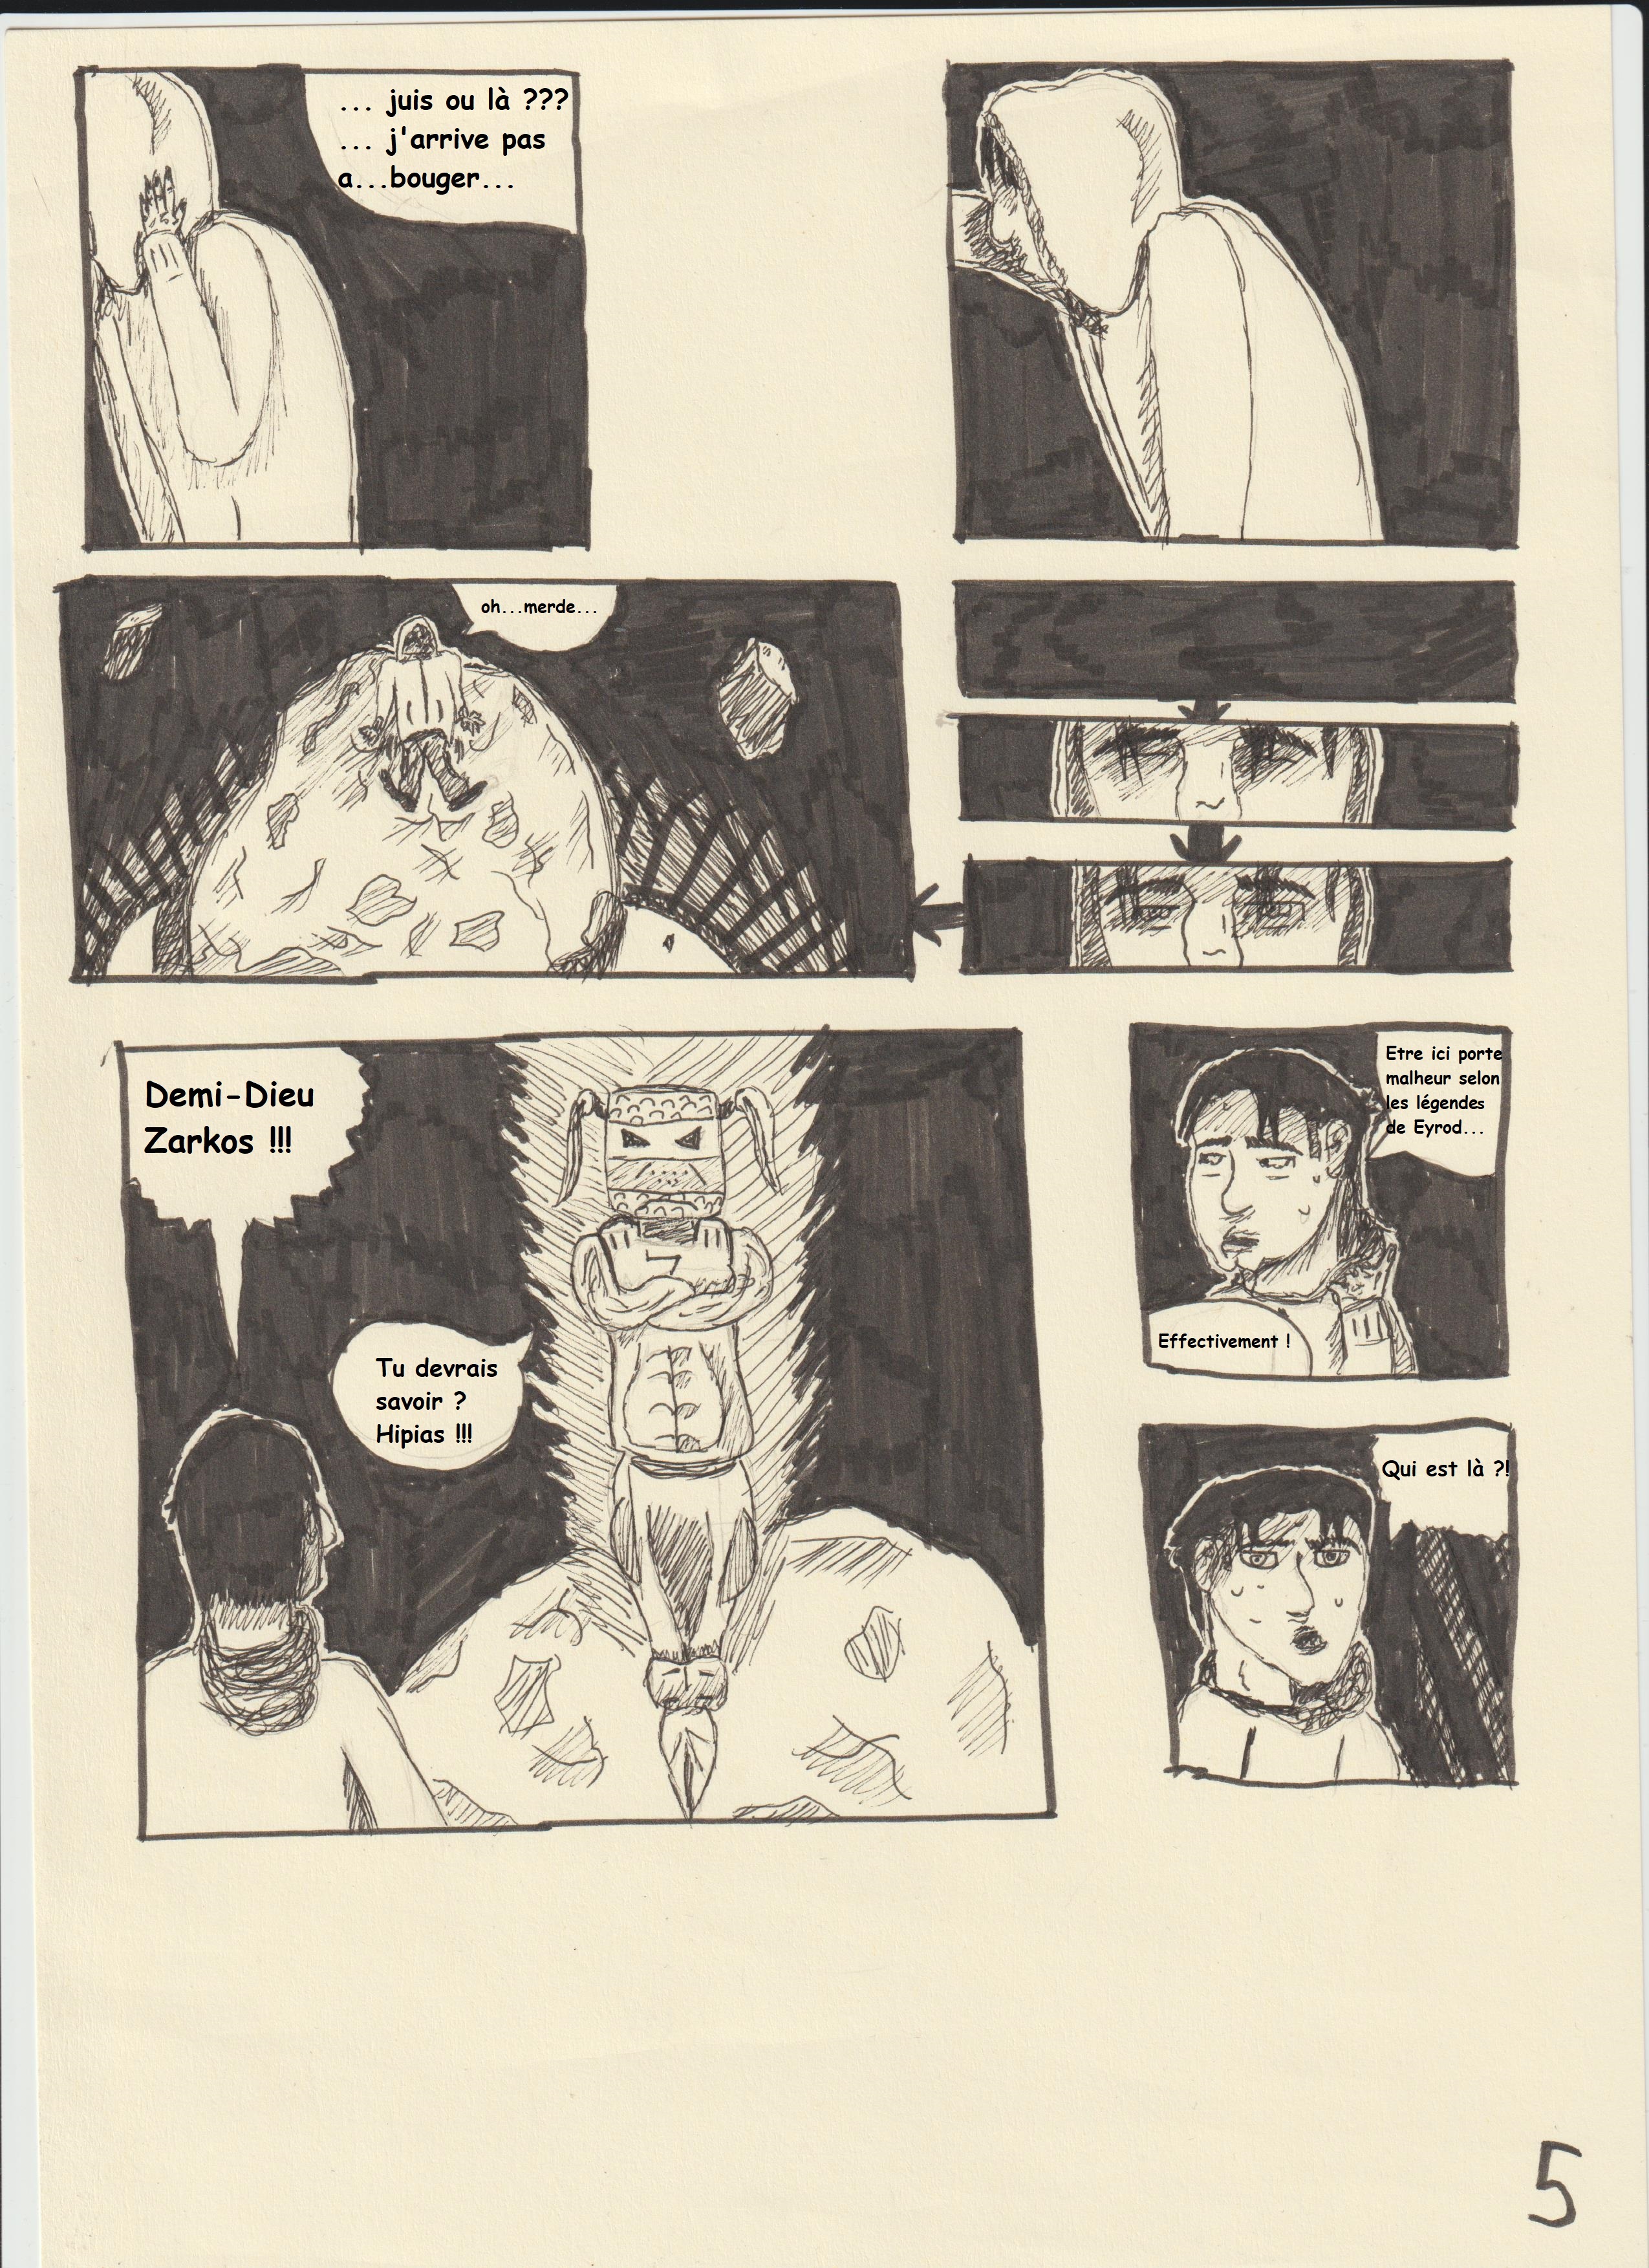 ... juis ou là ???
... j'arrive pas
a...bouger...
oh...merde...
Etre ici porte
malheur selon
les légendes
de Eyrod...
Effectivement !
Qui est là ?!
Tu devrais
savoir ?
Hipias !!!
Demi-Dieu
Zarkos !!!
5